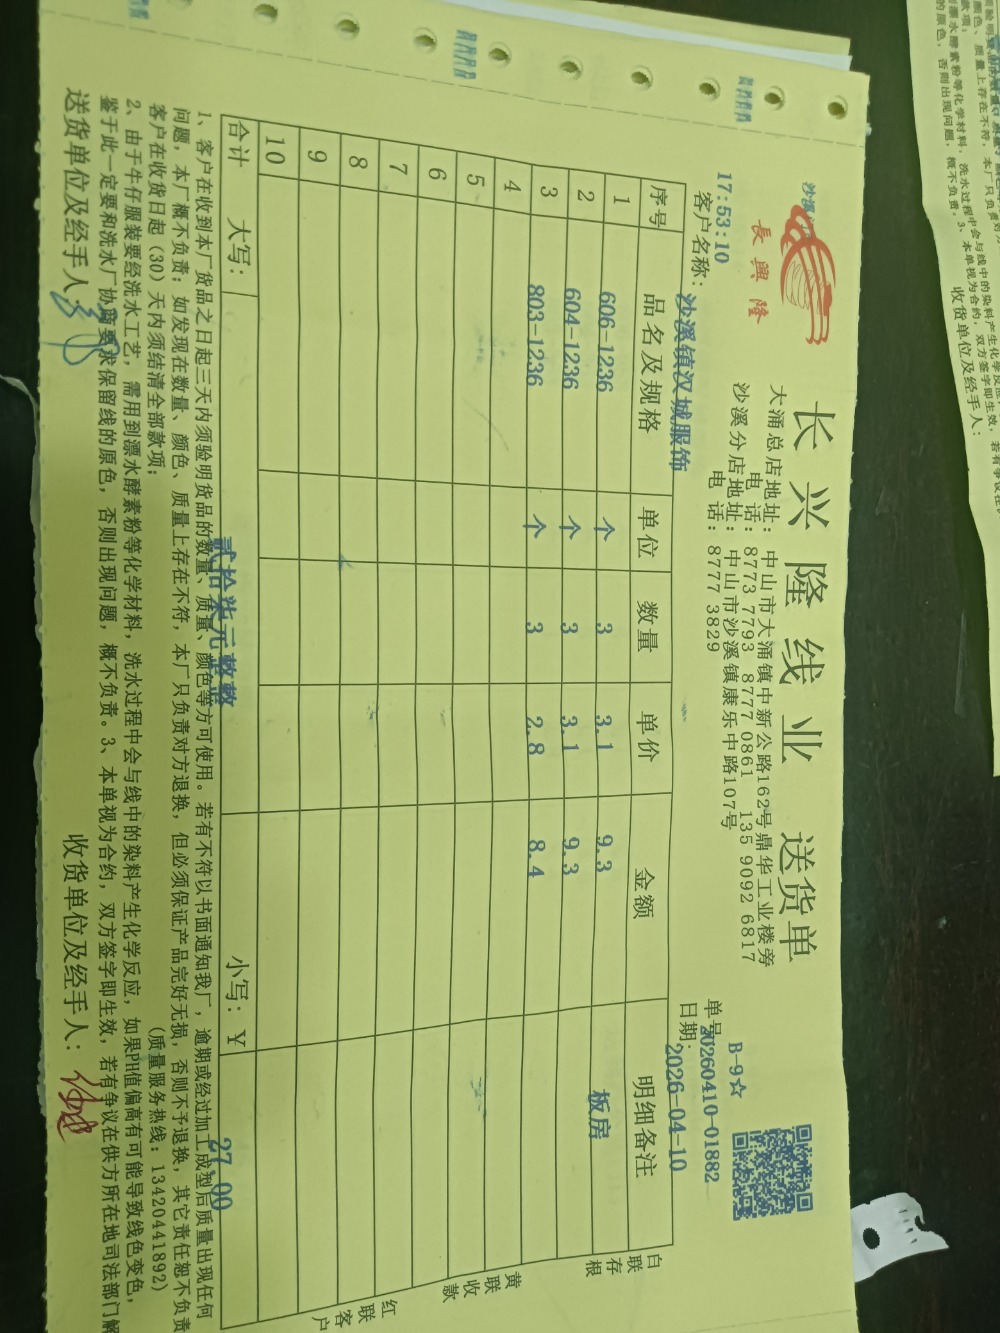 长兴隆线业 送货单
長興隆
大涌总店地址: 中山市大涌镇中新公路162号鼎华工业楼旁
电 话: 8773 7793 8777 0861 135 9092 6817
沙溪分店地址: 中山市沙溪镇康乐中路107号
电 话: 8777 3829
B-9☆
17:53:10
单号: 20260410-01882
客户名称: 沙溪镇汉城服饰
日期: 2026-04-10
序号 品名及规格 单位 数量 单价 金额 明细备注
1 606-1236 个 3 3.1 9.3 板房
2 604-1236 个 3 3.1 9.3
3 803-1236 个 3 2.8 8.4
4
5
6
7
8
9
10
合计 大写: 贰拾柒元整整 小写: ¥ 27.00
白联存根
黄联收款
红联客户
1、客户在收到本厂货品之日起三天内须验明货品的数量、质量、颜色等方可使用。若有不符以书面通知我厂，逾期或经过加工成型后质量出现任何
问题，本厂概不负责；如发现在数量、颜色、质量上存在不符，本厂只负责对方退换，但必须保证产品完好无损，否则不予退换，其它责任恕不负责
客户在收货日起(30)天内须结清全部款项；
(质量服务热线: 13420441892)
2、由于牛仔服装要经洗水工艺，需用到漂水酵素粉等化学材料，洗水过程中会与线中的染料产生化学反应，如果PH值偏高有可能导致线色变色，
鉴于此一定要和洗水厂协商要求保留线的原色，否则出现问题，概不负责。3、本单视为合约，双方签字即生效，若有争议在供方所在地司法部门解
送货单位及经手人: 收货单位及经手人:
收货单位及经手人: